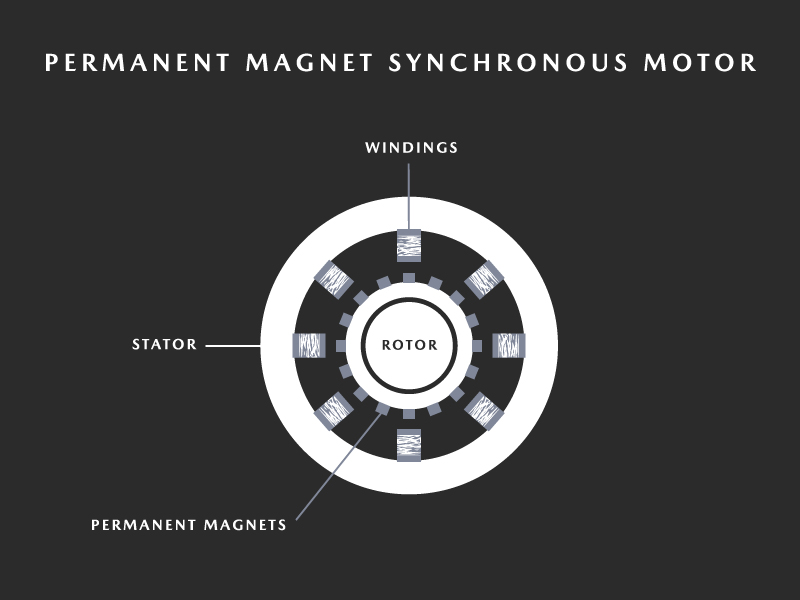 PERMANENT MAGNET SYNCHRONOUS MOTOR
WINDINGS
STATOR
ROTOR
PERMANENT MAGNETS